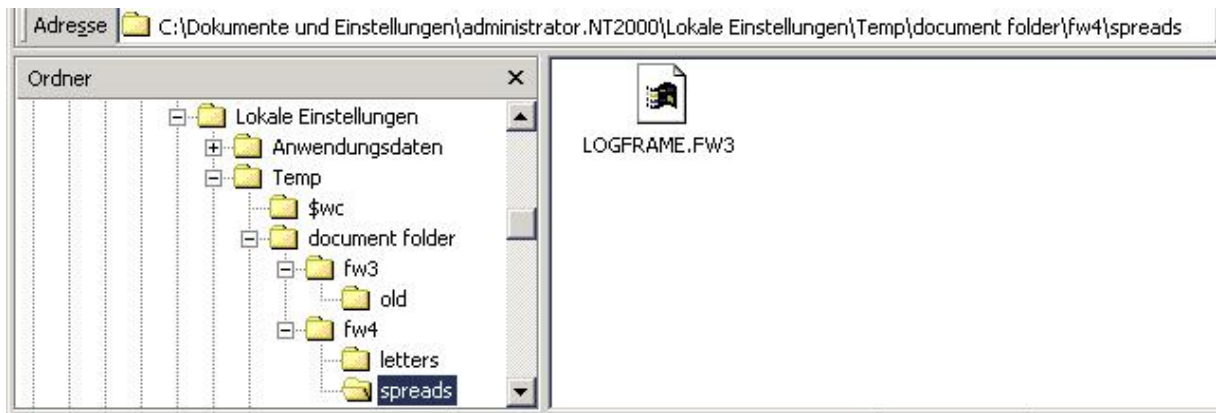 Adresse C:\Dokumente und Einstellungen\administrator.NT2000\Lokale Einstellungen\Temp\document folder\fw4\spreads
Ordner
Lokale Einstellungen
Anwendungsdaten
Temp
$wc
document folder
fw3
old
fw4
letters
spreads
LOGFRAME.FW3